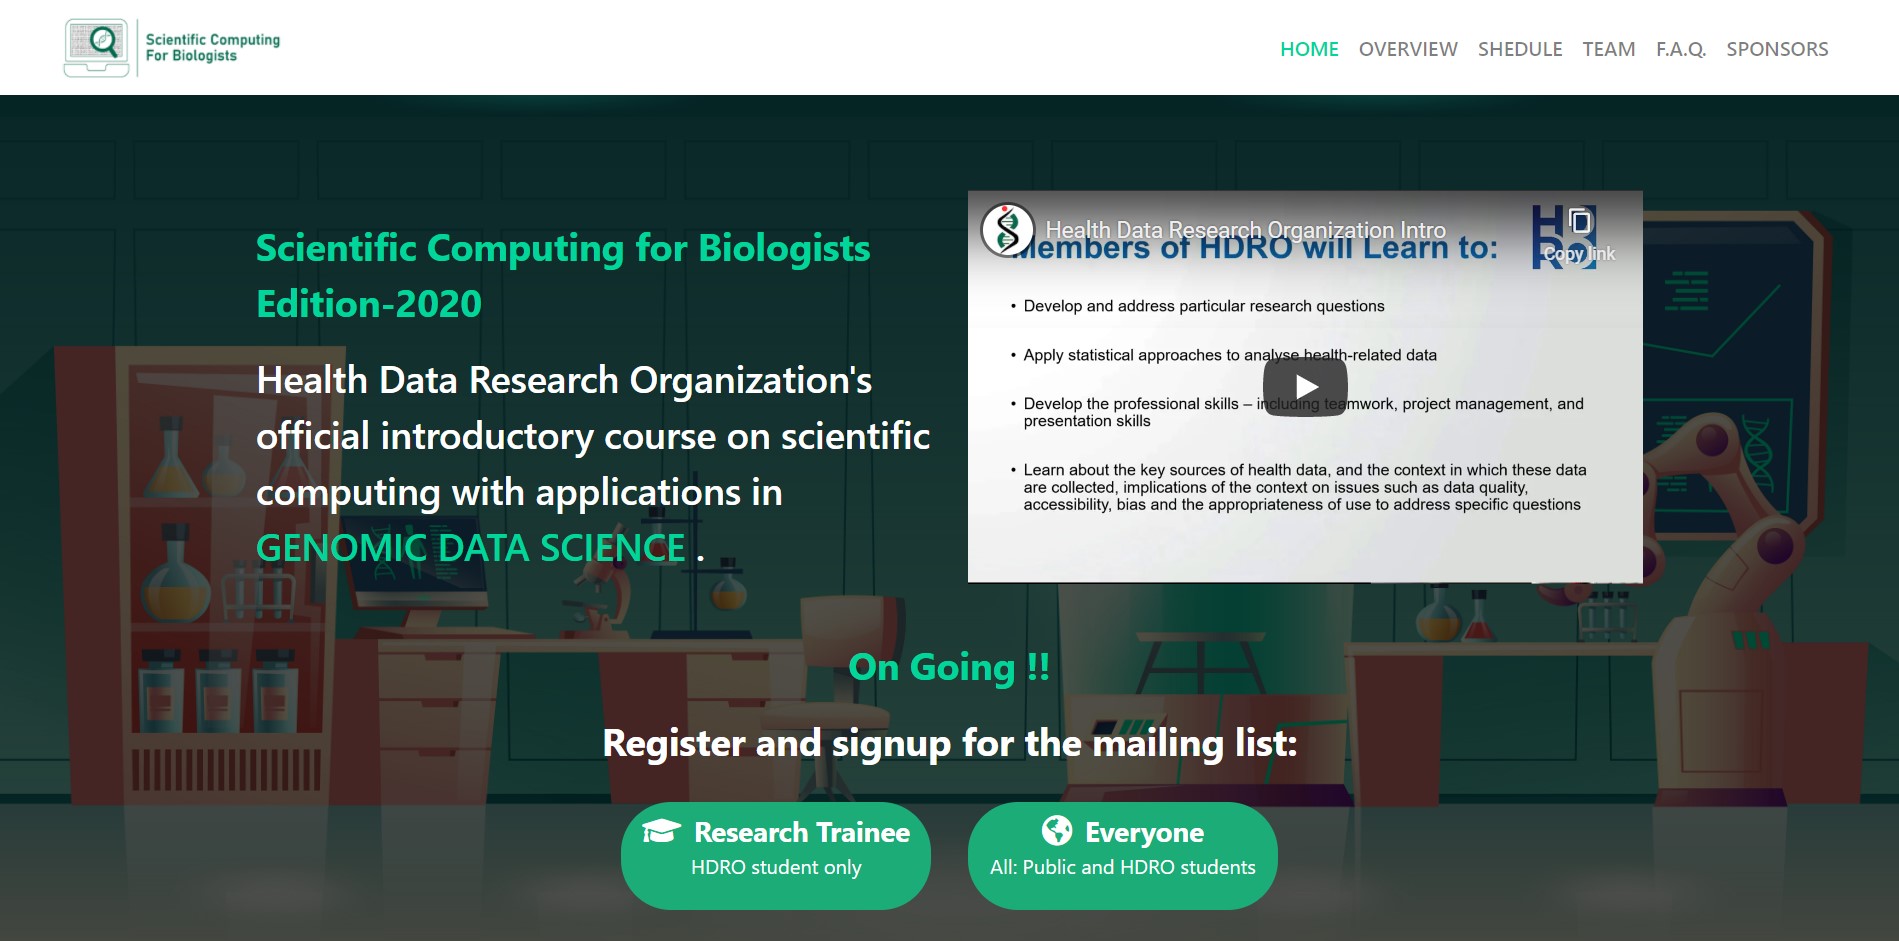 Scientific Computing
For Biologists
HOME OVERVIEW SHEDULE TEAM F.A.Q. SPONSORS
Scientific Computing for Biologists
Edition-2020
Health Data Research Organization's
official introductory course on scientific
computing with applications in
GENOMIC DATA SCIENCE .
Health Data Research Organization Intro
Members of HDRO will Learn to:
HDRO
Copy link
• Develop and address particular research questions
• Apply statistical approaches to analyse health-related data
• Develop the professional skills – including teamwork, project management, and
presentation skills
• Learn about the key sources of health data, and the context in which these data
are collected, implications of the context on issues such as data quality,
accessibility, bias and the appropriateness of use to address specific questions
On Going !!
Register and signup for the mailing list:
Research Trainee
HDRO student only
Everyone
All: Public and HDRO students